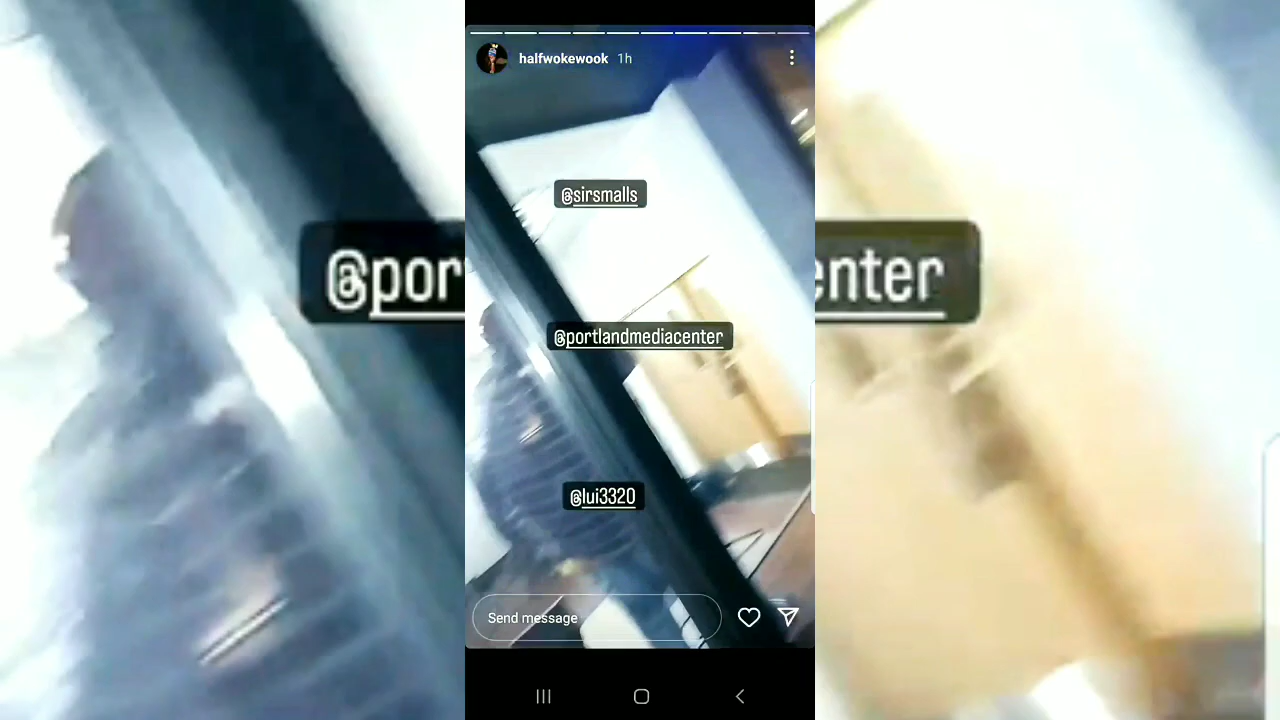 halfwokewook 1h
@sirsmalls
@portlandmediacenter
@por
enter
@lui3320
Send message